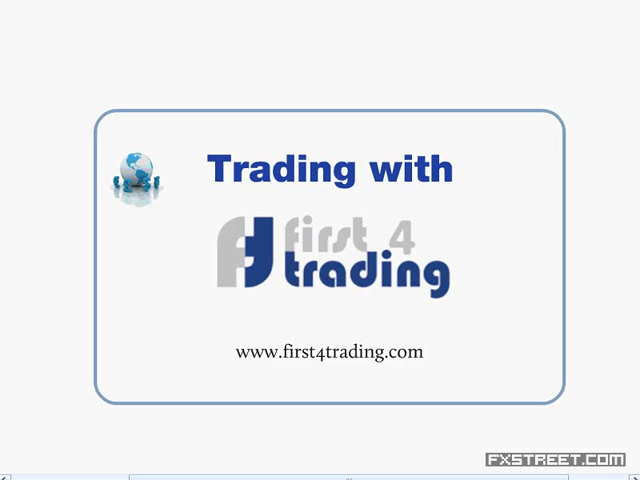 Trading with
first 4
trading
www.first4trading.com
FXSTREET.COM